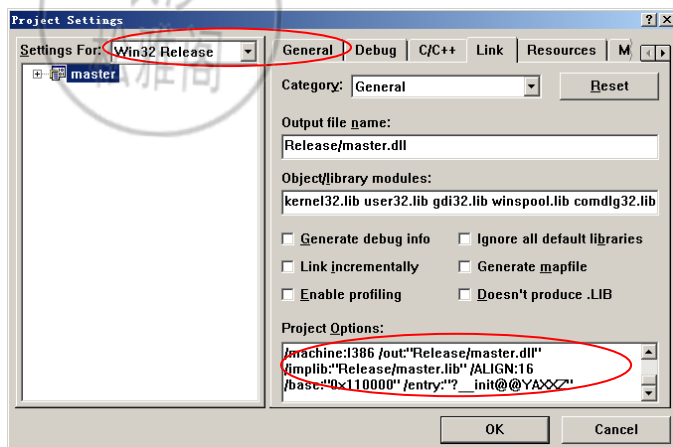 Project Settings
Settings For: Win32 Release
master
General Debug C/C++ Link Resources M
Category: General
Reset
Output file name:
Release/master.dll
Object/library modules:
kernel32.lib user32.lib gdi32.lib winspool.lib comdlg32.lib
Generate debug info
Ignore all default libraries
Link incrementally
Generate mapfile
Enable profiling
Doesn't produce .LIB
Project Options:
/machine:I386 /out:"Release/master.dll"
/implib:"Release/master.lib" /ALIGN:16
/base:"0x110000" /entry:"?__init@@YAXXZ"
OK
Cancel